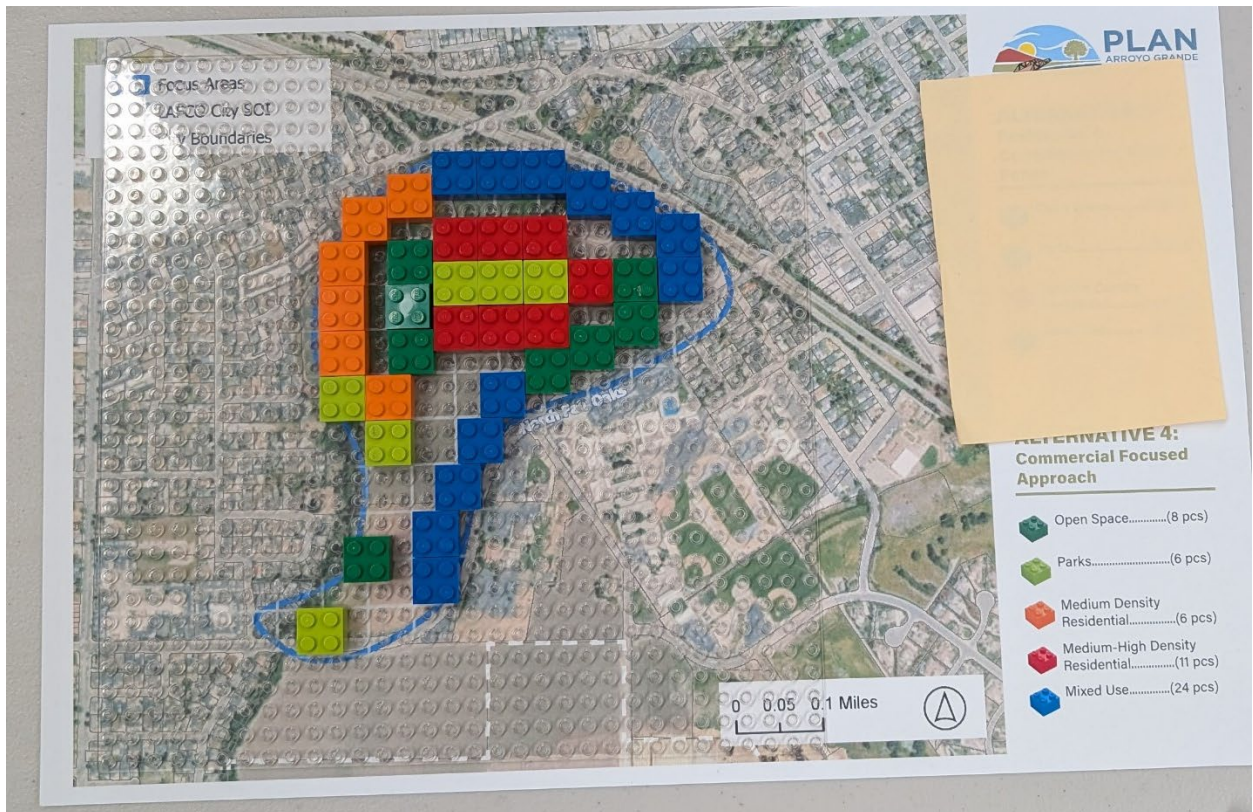 PLAN
ARROYO GRANDE
Focus Areas
City SOI
Boundaries
Oaks
0 0.05 0.1 Miles
ALTERNATIVE 4:
Commercial Focused
Approach
Open Space.............(8 pcs)
Parks.......................(6 pcs)
Medium Density
Residential..............(6 pcs)
Medium-High Density
Residential..............(11 pcs)
Mixed Use..............(24 pcs)